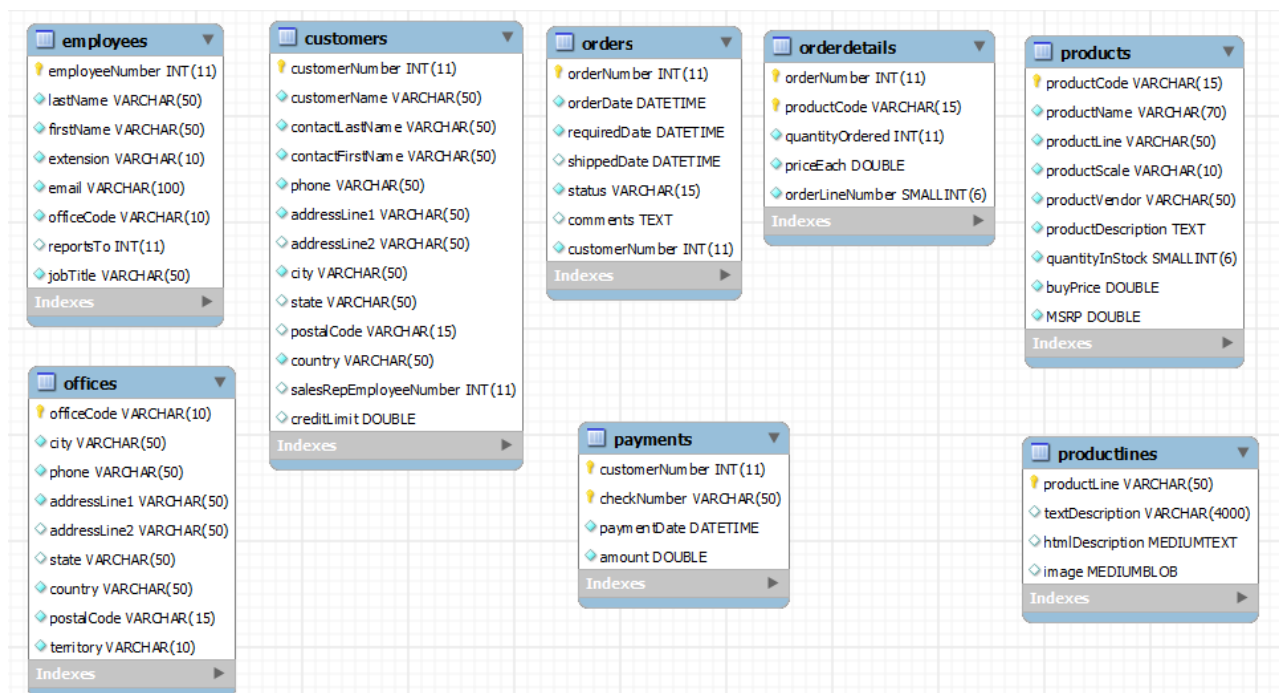 employees
employeeNumber INT(11)
lastName VARCHAR(50)
firstName VARCHAR(50)
extension VARCHAR(10)
email VARCHAR(100)
officeCode VARCHAR(10)
reportsTo INT(11)
jobTitle VARCHAR(50)
Indexes
offices
officeCode VARCHAR(10)
city VARCHAR(50)
phone VARCHAR(50)
addressLine1 VARCHAR(50)
addressLine2 VARCHAR(50)
state VARCHAR(50)
country VARCHAR(50)
postalCode VARCHAR(15)
territory VARCHAR(10)
Indexes
customers
customerNumber INT(11)
customerName VARCHAR(50)
contactLastName VARCHAR(50)
contactFirstName VARCHAR(50)
phone VARCHAR(50)
addressLine1 VARCHAR(50)
addressLine2 VARCHAR(50)
city VARCHAR(50)
state VARCHAR(50)
postalCode VARCHAR(15)
country VARCHAR(50)
salesRepEmployeeNumber INT(11)
creditLimit DOUBLE
Indexes
orders
orderNumber INT(11)
orderDate DATETIME
requiredDate DATETIME
shippedDate DATETIME
status VARCHAR(15)
comments TEXT
customerNumber INT(11)
Indexes
payments
customerNumber INT(11)
checkNumber VARCHAR(50)
paymentDate DATETIME
amount DOUBLE
Indexes
orderdetails
orderNumber INT(11)
productCode VARCHAR(15)
quantityOrdered INT(11)
priceEach DOUBLE
orderLineNumber SMALLINT(6)
Indexes
products
productCode VARCHAR(15)
productName VARCHAR(70)
productLine VARCHAR(50)
productScale VARCHAR(10)
productVendor VARCHAR(50)
productDescription TEXT
quantityInStock SMALLINT(6)
buyPrice DOUBLE
MSRP DOUBLE
Indexes
productlines
productLine VARCHAR(50)
textDescription VARCHAR(4000)
htmlDescription MEDIUMTEXT
image MEDIUMBLOB
Indexes